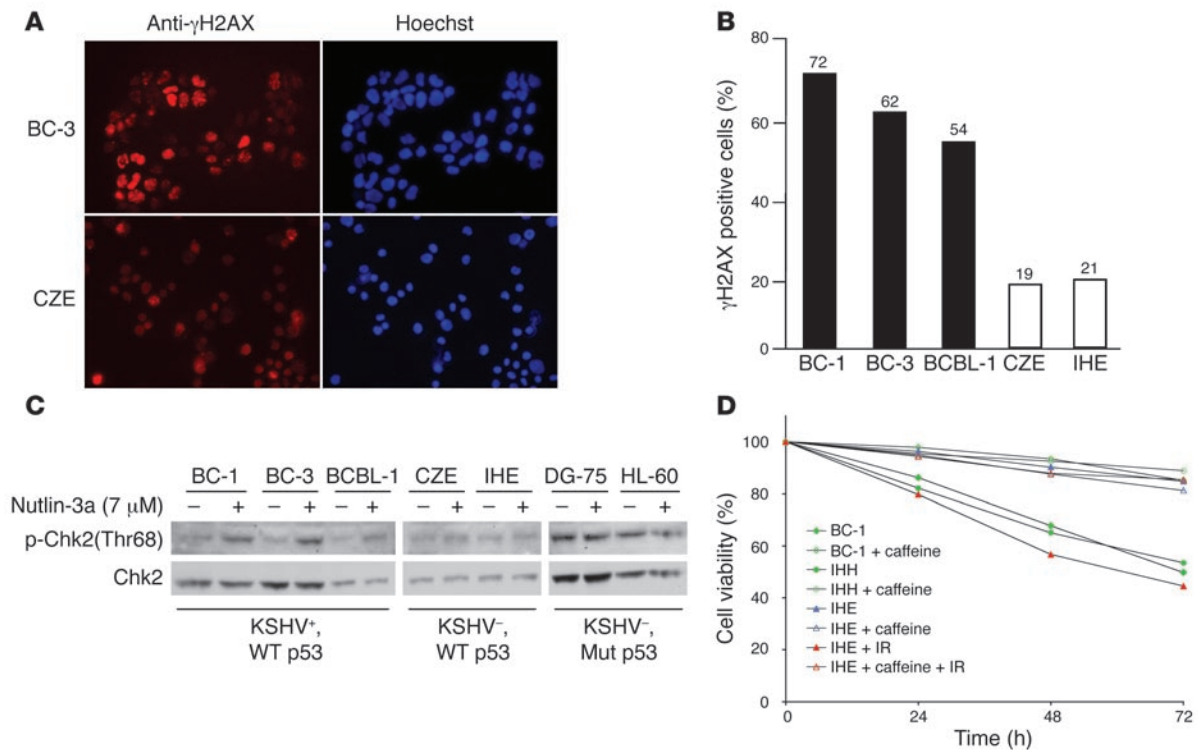 A
Anti-γH2AX
Hoechst
BC-3
CZE
B
γH2AX positive cells (%)
80
60
40
20
0
72
62
54
19
21
BC-1
BC-3
BCBL-1
CZE
IHE
C
BC-1
BC-3
BCBL-1
CZE
IHE
DG-75
HL-60
Nutlin-3a (7 μM)
– + – + – + – + – + – + – +
p-Chk2(Thr68)
Chk2
KSHV⁺,
WT p53
KSHV⁻,
WT p53
KSHV⁻,
Mut p53
D
Cell viability (%)
100
80
60
40
20
0
BC-1
BC-1 + caffeine
IHH
IHH + caffeine
IHE
IHE + caffeine
IHE + IR
IHE + caffeine + IR
0
24
48
72
Time (h)